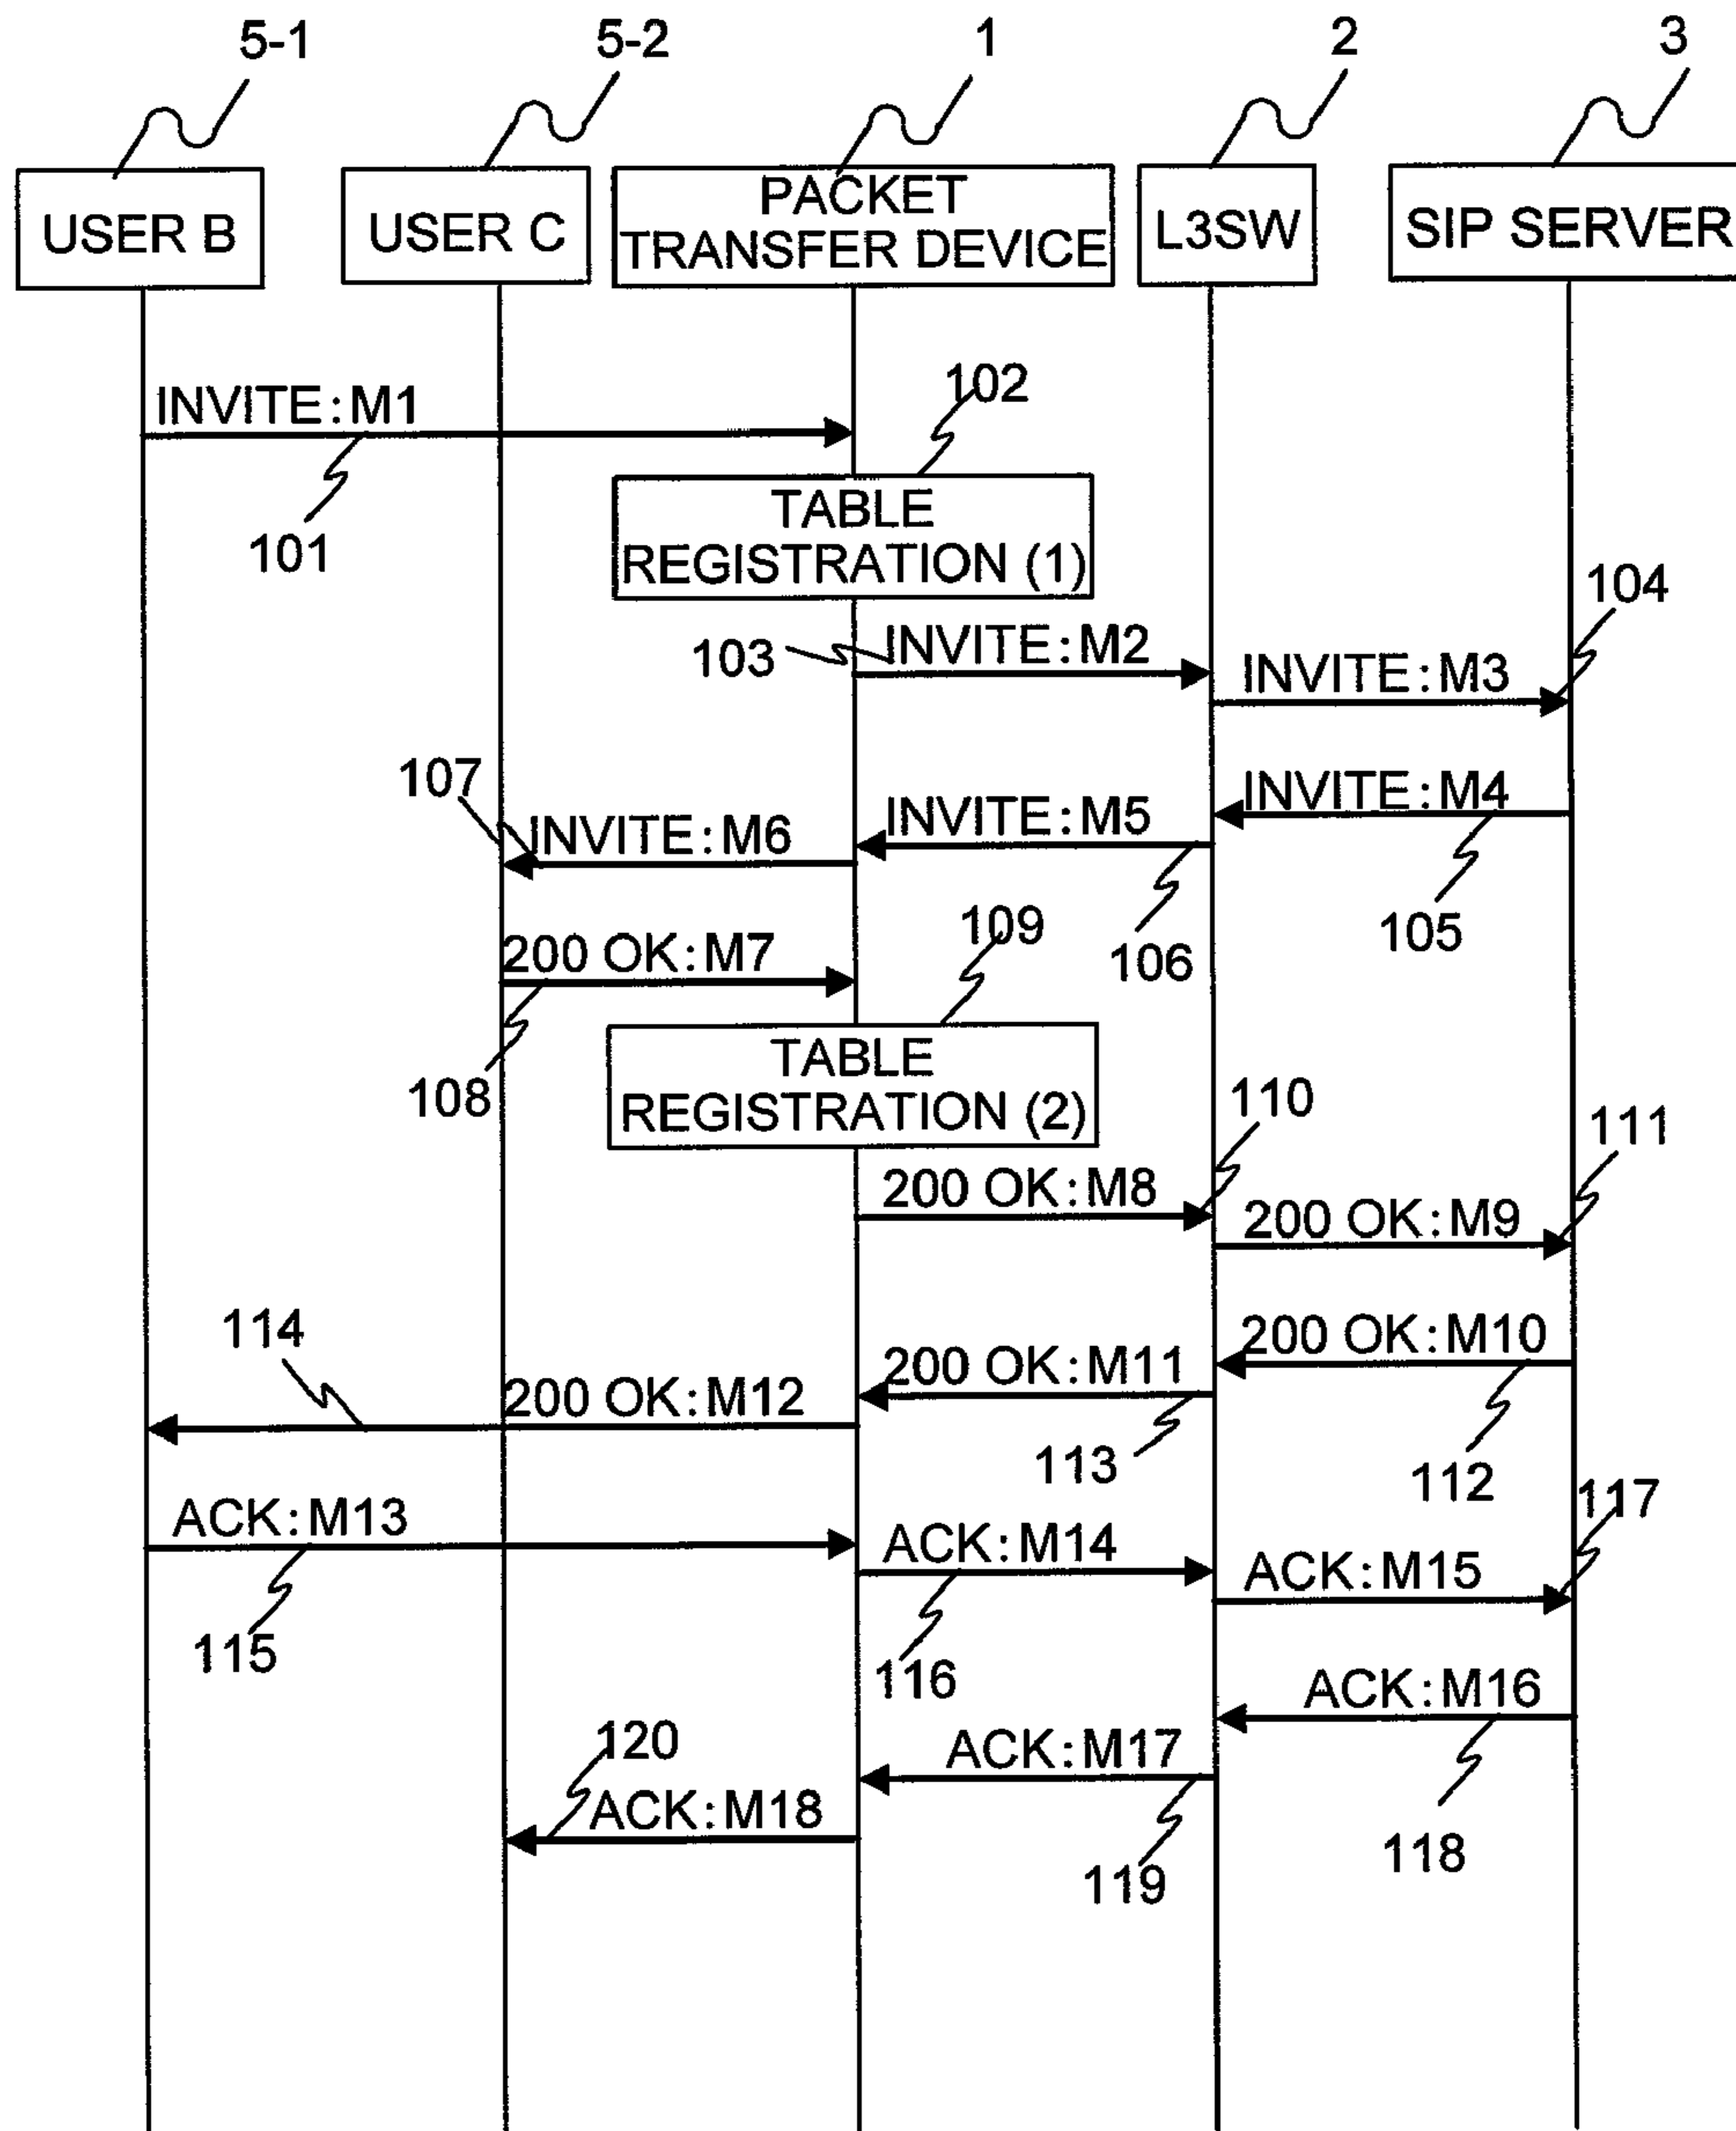 5-1
5-2
1
2
3
USER B
USER C
PACKET
TRANSFER DEVICE
L3SW
SIP SERVER
INVITE:M1
101
102
TABLE
REGISTRATION (1)
103
INVITE:M2
104
INVITE:M3
INVITE:M4
105
INVITE:M5
106
107
INVITE:M6
200 OK:M7
108
109
TABLE
REGISTRATION (2)
110
200 OK:M8
111
200 OK:M9
200 OK:M10
112
200 OK:M11
113
114
200 OK:M12
ACK:M13
115
ACK:M14
116
117
ACK:M15
ACK:M16
118
ACK:M17
119
120
ACK:M18